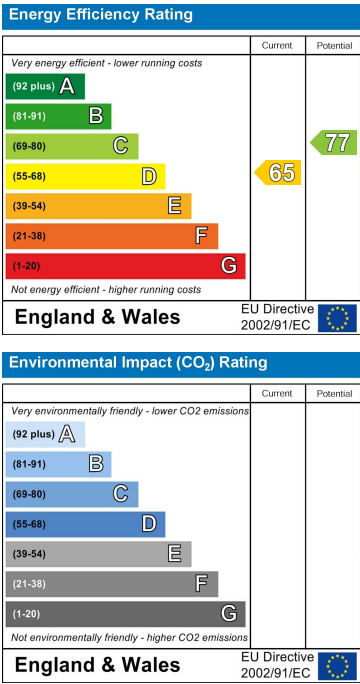 Energy Efficiency Rating
Current Potential
Very energy efficient - lower running costs
(92 plus) A
(81-91) B
(69-80) C
77
(55-68) D
65
(39-54) E
(21-38) F
(1-20) G
Not energy efficient - higher running costs
England & Wales
EU Directive
2002/91/EC
Environmental Impact (CO₂) Rating
Current Potential
Very environmentally friendly - lower CO2 emissions
(92 plus) A
(81-91) B
(69-80) C
(55-68) D
(39-54) E
(21-38) F
(1-20) G
Not environmentally friendly - higher CO2 emissions
England & Wales
EU Directive
2002/91/EC